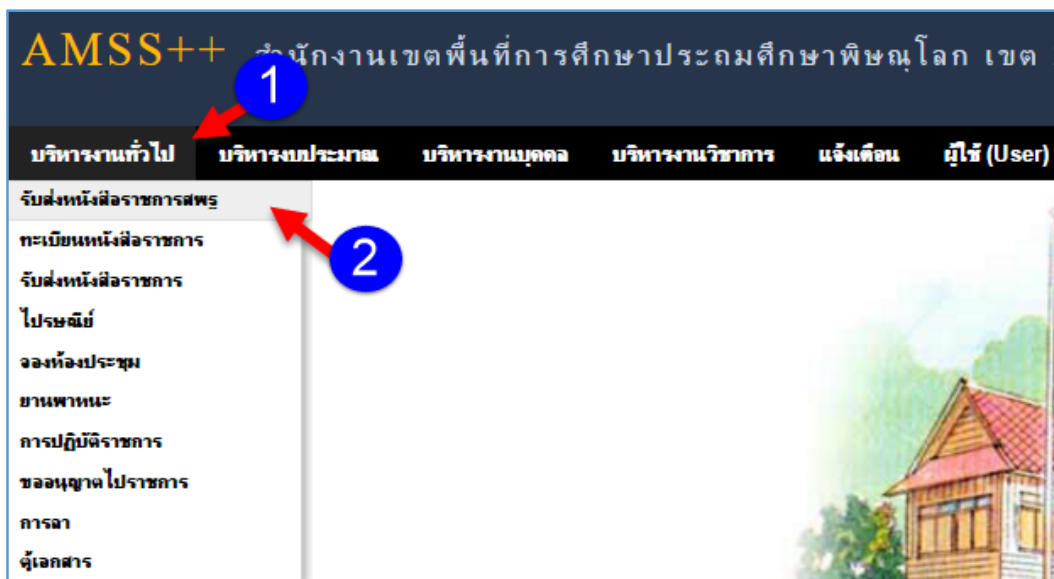 AMSS++ สำนักงานเขตพื้นที่การศึกษาประถมศึกษาพิษณุโลก เขต
1
บริหารงานทั่วไป บริหารงบประมาณ บริหารงานบุคคล บริหารงานวิชาการ แจ้งเตือน ผู้ใช้ (User)
รับส่งหนังสือราชการสพฐ
2
ทะเบียนหนังสือราชการ
รับส่งหนังสือราชการ
ไปรษณีย์
จองห้องประชุม
ยานพาหนะ
การปฏิบัติราชการ
ขออนุญาตไปราชการ
การลา
ตู้เอกสาร